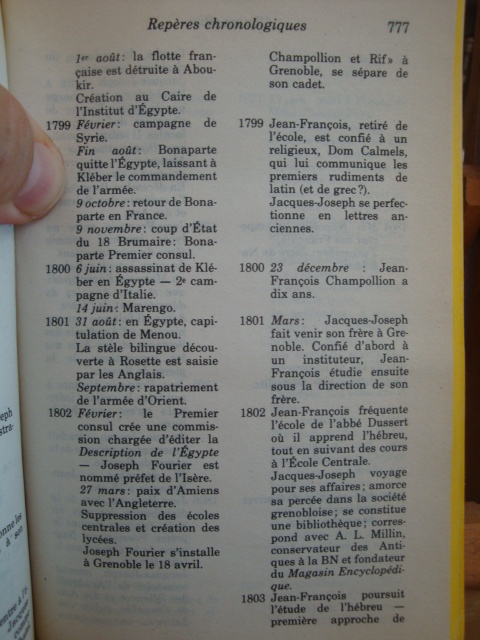 Repères chronologiques 777
1er août : la flotte fran-
çaise est détruite à Abou-
kir.
Création au Caire de
l'Institut d'Égypte.
1799 Février : campagne de
Syrie.
Fin août : Bonaparte
quitte l'Égypte, laissant à
Kléber le commandement
de l'armée.
9 octobre : retour de Bona-
parte en France.
9 novembre : coup d'État
du 18 Brumaire : Bona-
parte Premier consul.
1800 6 juin : assassinat de Klé-
ber en Égypte — 2e cam-
pagne d'Italie.
14 juin : Marengo.
1801 31 août : en Égypte, capi-
tulation de Menou.
La stèle bilingue décou-
verte à Rosette est saisie
par les Anglais.
Septembre : rapatriement
de l'armée d'Orient.
1802 Février : le Premier
consul crée une commis-
sion chargée d'éditer la
Description de l'Égypte
— Joseph Fourier est
nommé préfet de l'Isère.
27 mars : paix d'Amiens
avec l'Angleterre.
Suppression des écoles
centrales et création des
lycées.
Joseph Fourier s'installe
à Grenoble le 18 avril.
Champollion et Rif » à
Grenoble, se sépare de
son cadet.
1799 Jean-François, retiré de
l'école, est confié à un
religieux, Dom Calmels,
qui lui communique les
premiers rudiments de
latin (et de grec ?).
Jacques-Joseph se perfec-
tionne en lettres an-
ciennes.
1800 23 décembre : Jean-
François Champollion a
dix ans.
1801 Mars : Jacques-Joseph
fait venir son frère à Gre-
noble. Confié d'abord à
un instituteur, Jean-
François étudie ensuite
sous la direction de son
frère.
1802 Jean-François fréquente
l'école de l'abbé Dussert
où il apprend l'hébreu,
tout en suivant des cours
à l'École Centrale.
Jacques-Joseph voyage
pour ses affaires ; amorce
sa percée dans la société
grenobloise ; se constitue
une bibliothèque ; corres-
pond avec A. L. Millin,
conservateur des Anti-
ques à la BN et fondateur
du Magasin Encyclopédi-
que.
1803 Jean-François poursuit
l'étude de l'hébreu —
première approche de